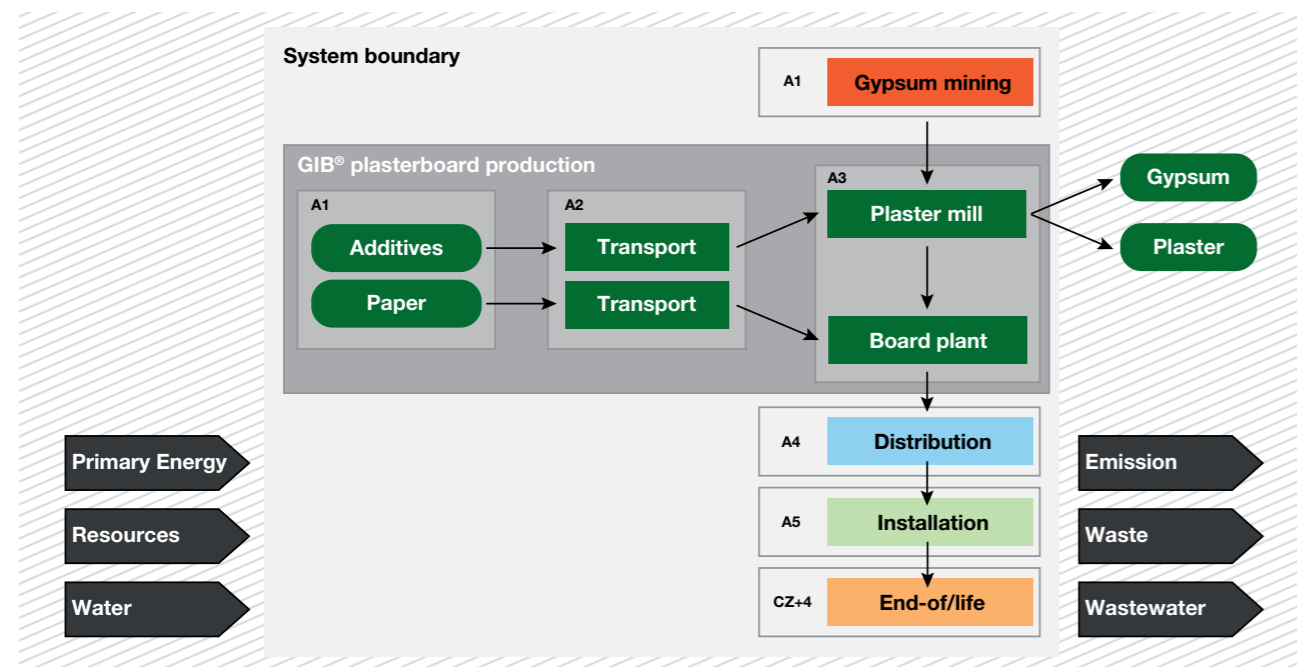 System boundary
A1
Gypsum mining
GIB® plasterboard production
A1
Additives
Paper
A2
Transport
Transport
A3
Plaster mill
Board plant
Gypsum
Plaster
A4
Distribution
A5
Installation
CZ+4
End-of/life
Primary Energy
Resources
Water
Emission
Waste
Wastewater